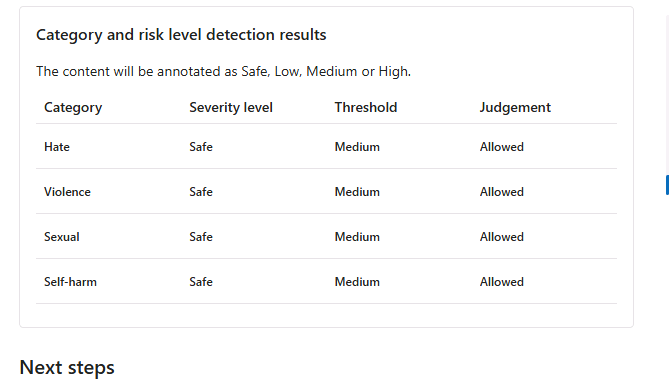 Category and risk level detection results
The content will be annotated as Safe, Low, Medium or High.
Category Severity level Threshold Judgement
Hate Safe Medium Allowed
Violence Safe Medium Allowed
Sexual Safe Medium Allowed
Self-harm Safe Medium Allowed
Next steps